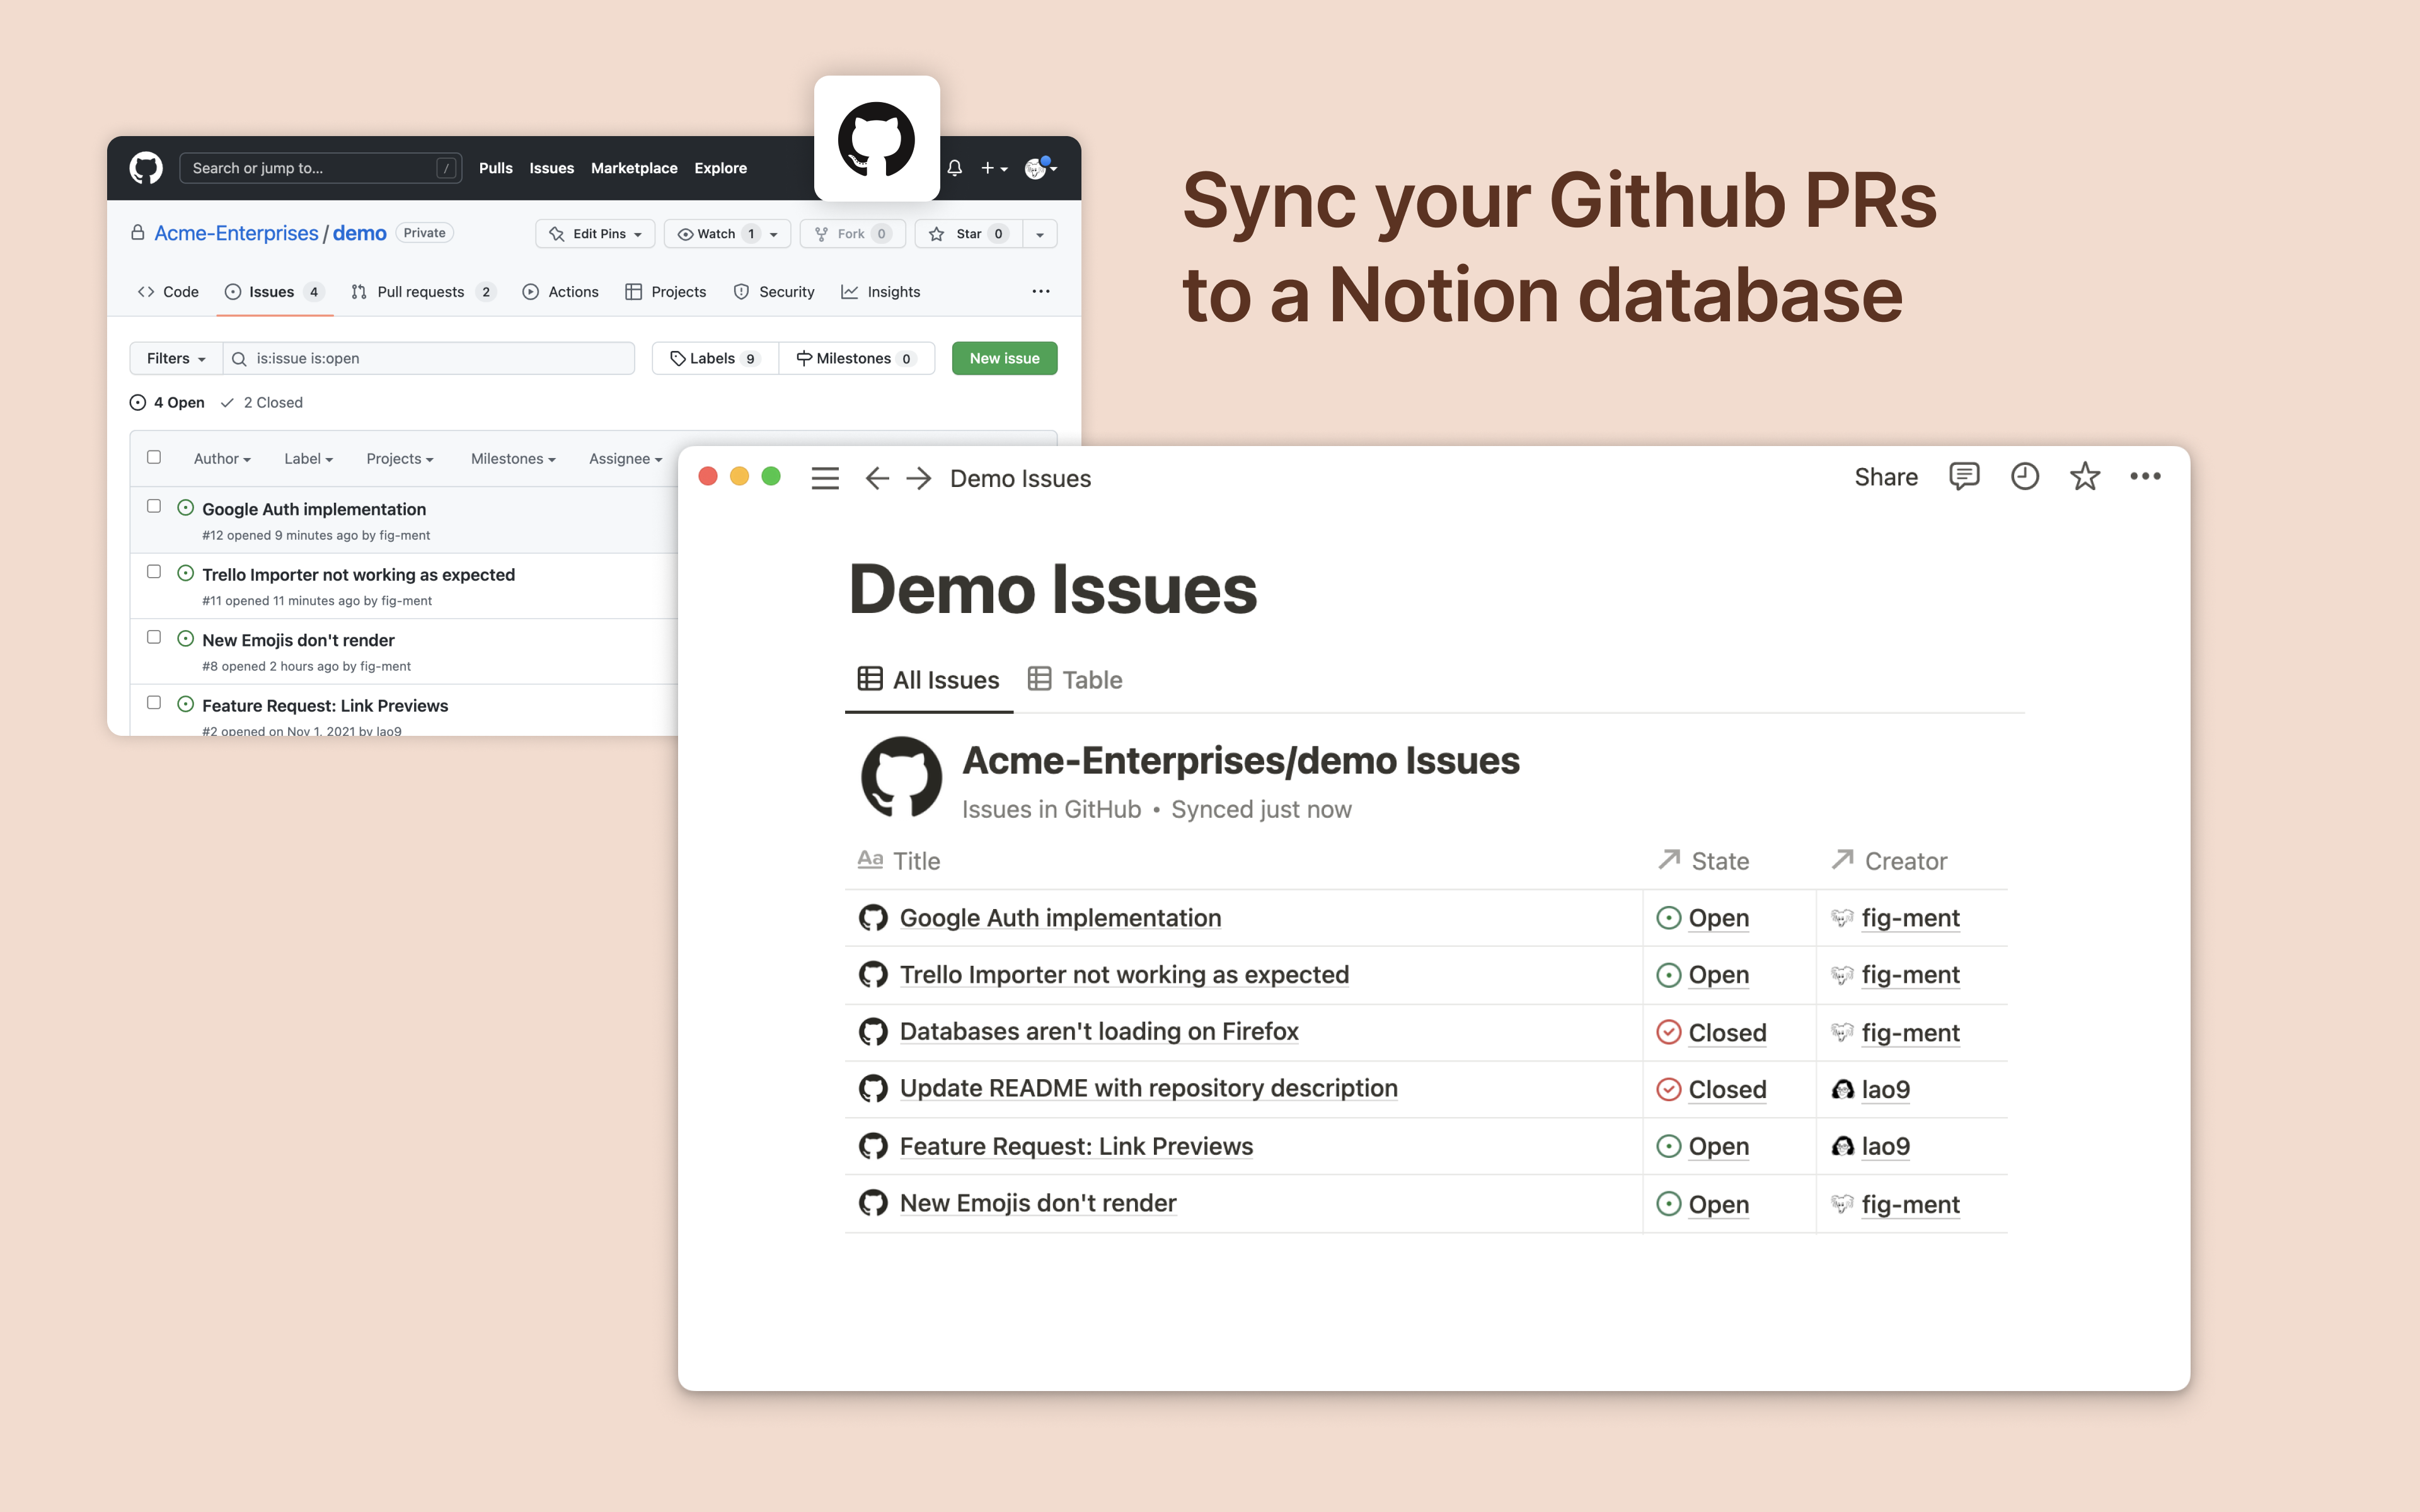 Sync your Github PRs
to a Notion database
Search or jump to... / Pulls Issues Marketplace Explore
Acme-Enterprises / demo Private Edit Pins Watch 1 Fork 0 Star 0
Code Issues 4 Pull requests 2 Actions Projects Security Insights
Filters is:issue is:open Labels 9 Milestones 0 New issue
4 Open 2 Closed
Author Label Projects Milestones Assignee
Google Auth implementation
#12 opened 9 minutes ago by fig-ment
Trello Importer not working as expected
#11 opened 11 minutes ago by fig-ment
New Emojis don't render
#8 opened 2 hours ago by fig-ment
Feature Request: Link Previews
#2 opened on Nov 1, 2021 by lao9
Demo Issues Share
Demo Issues
All Issues Table
Acme-Enterprises/demo Issues
Issues in GitHub • Synced just now
Aa Title State Creator
Google Auth implementation Open fig-ment
Trello Importer not working as expected Open fig-ment
Databases aren't loading on Firefox Closed fig-ment
Update README with repository description Closed lao9
Feature Request: Link Previews Open lao9
New Emojis don't render Open fig-ment